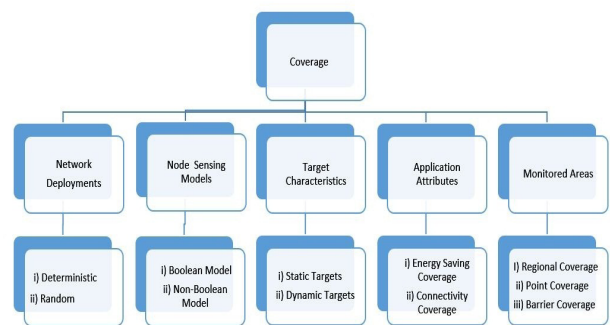 Coverage
Network
Deployments
Node Sensing
Models
Target
Characteristics
Application
Attributes
Monitored Areas
i) Deterministic
ii) Random
i) Boolean Model
ii) Non-Boolean
Model
i) Static Targets
ii) Dynamic Targets
i) Energy Saving
Coverage
ii) Connectivity
Coverage
I) Regional Coverage
ii) Point Coverage
iii) Barrier Coverage